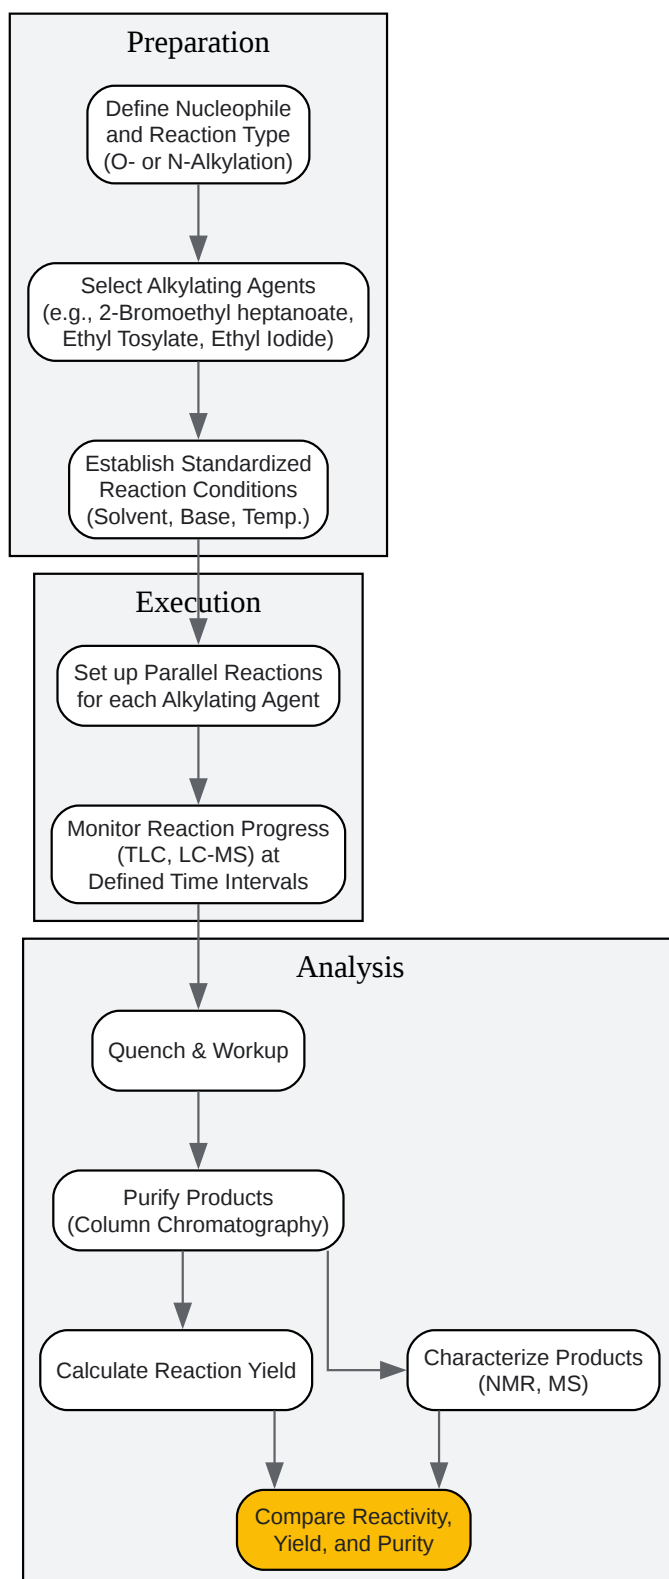 Preparation
Define Nucleophile
and Reaction Type
(O- or N-Alkylation)
Select Alkylating Agents
(e.g., 2-Bromoethyl heptanoate,
Ethyl Tosylate, Ethyl Iodide)
Establish Standardized
Reaction Conditions
(Solvent, Base, Temp.)
Execution
Set up Parallel Reactions
for each Alkylating Agent
Monitor Reaction Progress
(TLC, LC-MS) at
Defined Time Intervals
Analysis
Quench & Workup
Purify Products
(Column Chromatography)
Calculate Reaction Yield
Characterize Products
(NMR, MS)
Compare Reactivity,
Yield, and Purity